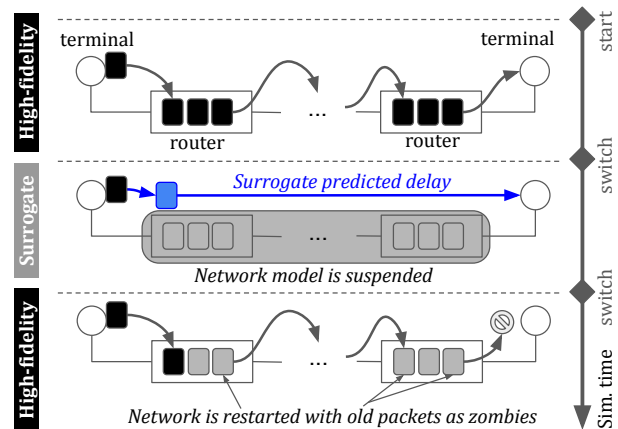 High-fidelity
terminal
terminal
start
...
router
router
switch
Surrogate
Surrogate predicted delay
...
Network model is suspended
switch
High-fidelity
...
Network is restarted with old packets as zombies
Sim. time